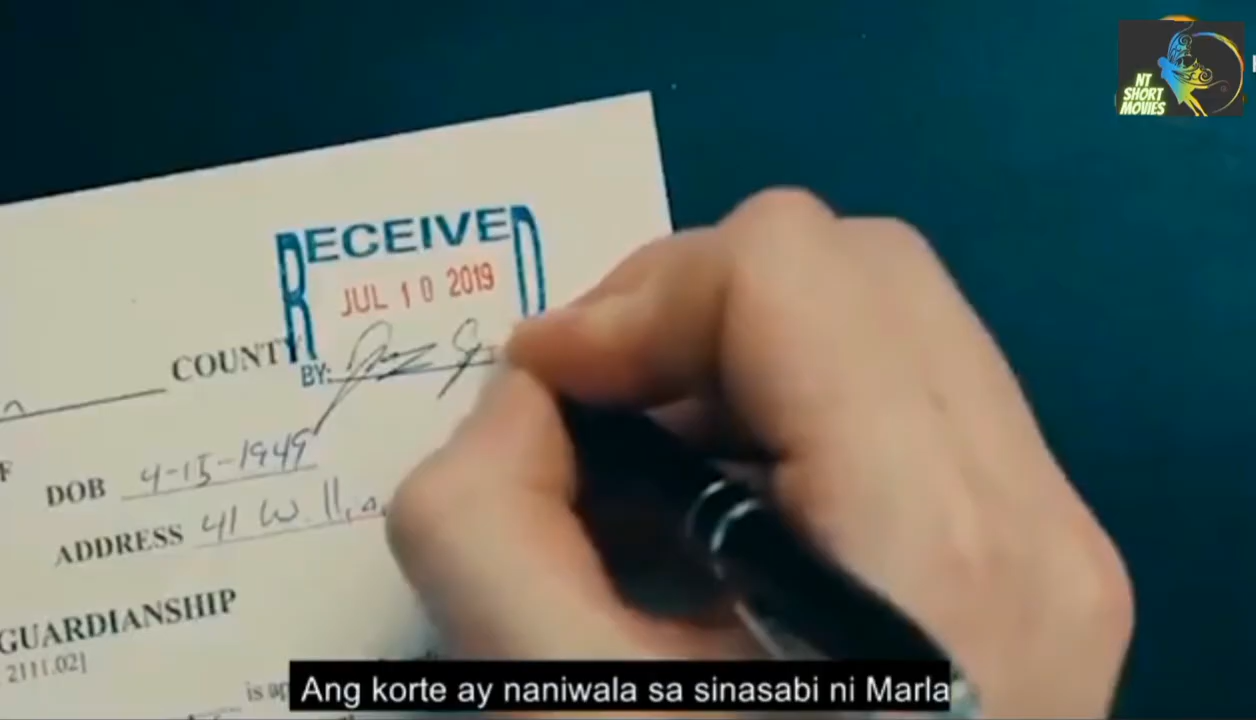 NT
SHORT
MOVIES
RECEIVED
JUL 10 2019
COUNTY
BY:
DOB 4-15-1949
ADDRESS 41
GUARDIANSHIP
2111.02]
is
Ang korte ay naniwala sa sinasabi ni Marla